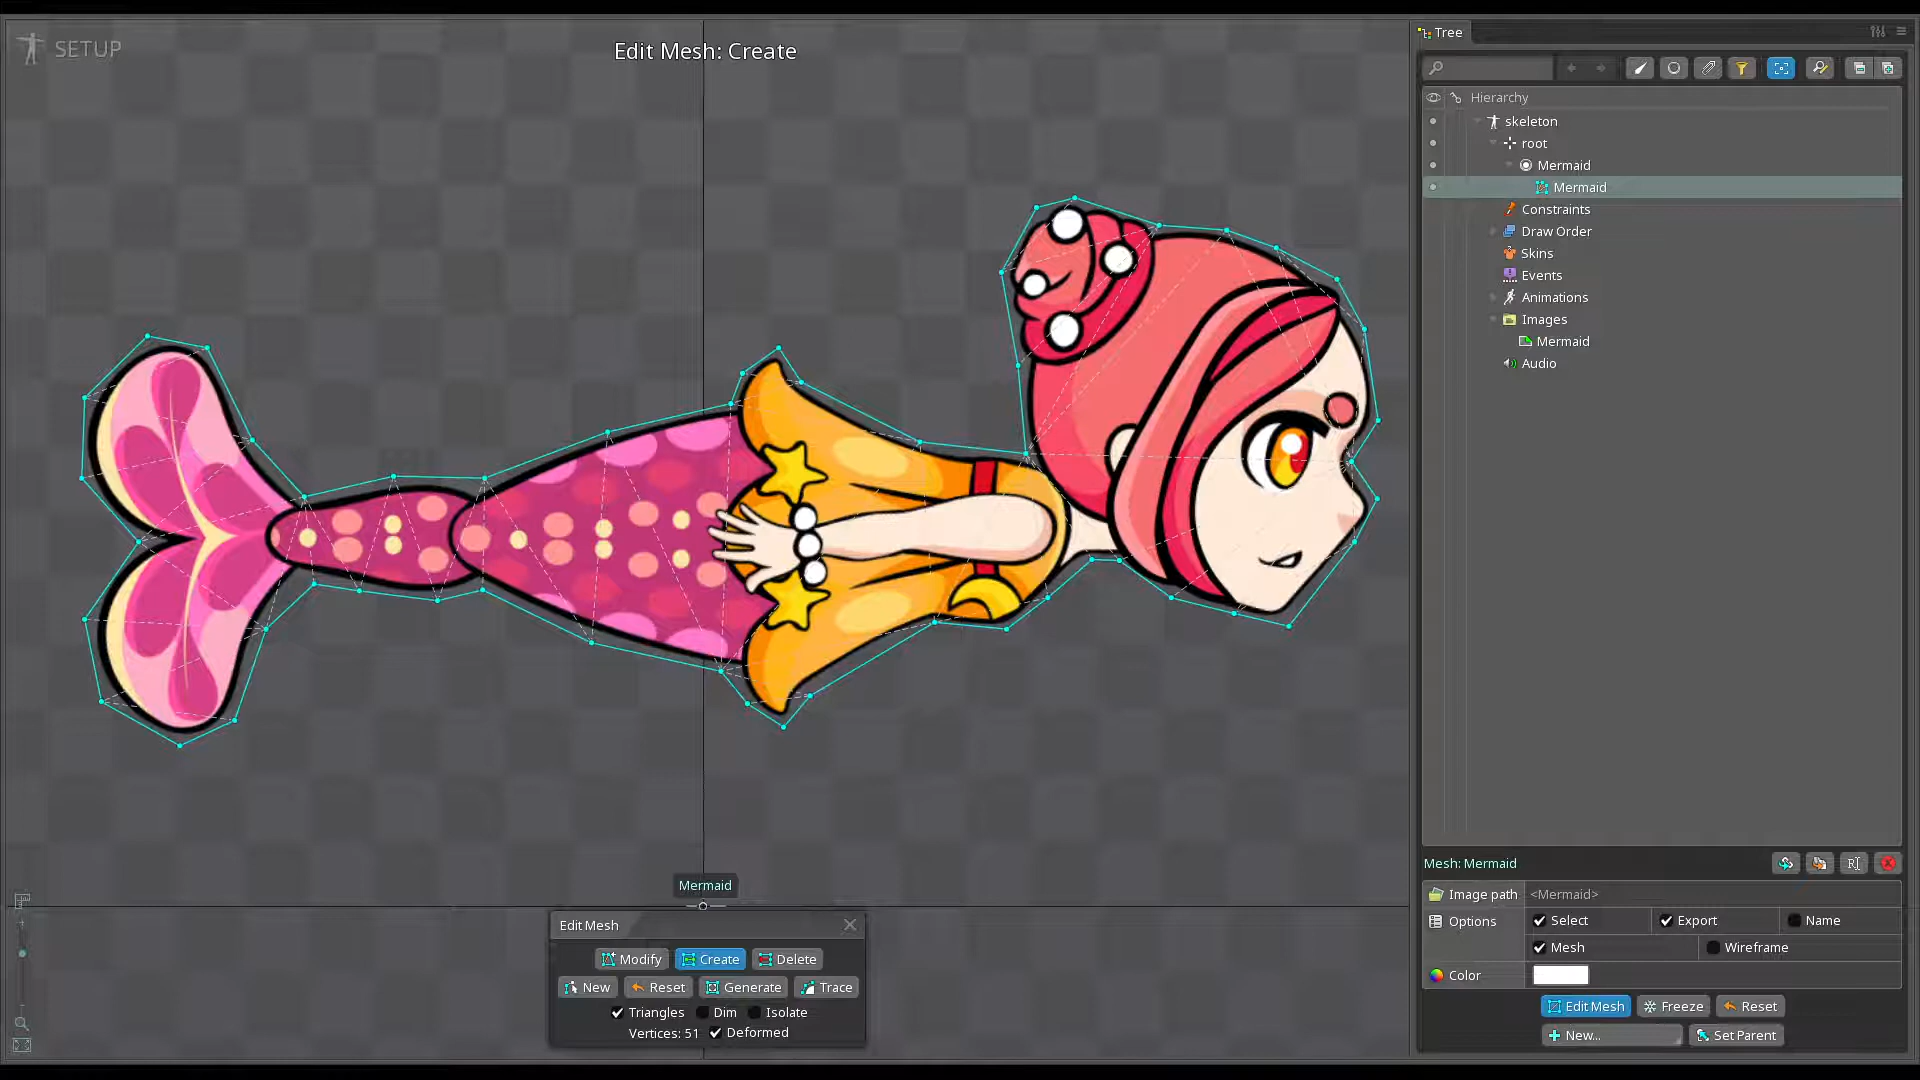 SETUP
Edit Mesh: Create
Tree
Hierarchy
skeleton
root
Mermaid
Mermaid
Constraints
Draw Order
Skins
Events
Animations
Images
Mermaid
Audio
Mermaid
Edit Mesh
Modify Create Delete
New Reset Generate Trace
Triangles Dim Isolate
Vertices: 51 Deformed
Mesh: Mermaid
Image path <Mermaid>
Options Select Export Name
Mesh Wireframe
Color
Edit Mesh Freeze Reset
New... Set Parent